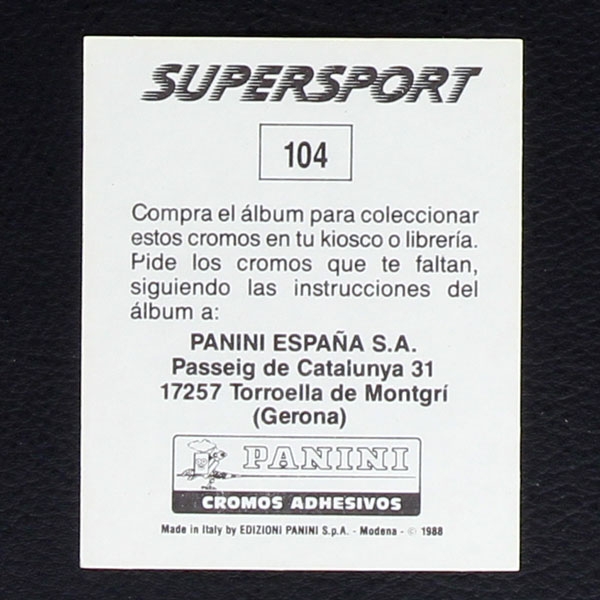 SUPERSPORT
104
Compra el álbum para coleccionar
estos cromos en tu kiosco o librería.
Pide los cromos que te faltan,
siguiendo las instrucciones del
álbum a:
PANINI ESPAÑA S.A.
Passeig de Catalunya 31
17257 Torroella de Montgrí
(Gerona)
PANINI
CROMOS ADHESIVOS
Made in Italy by EDIZIONI PANINI S.p.A. - Modena - © 1988